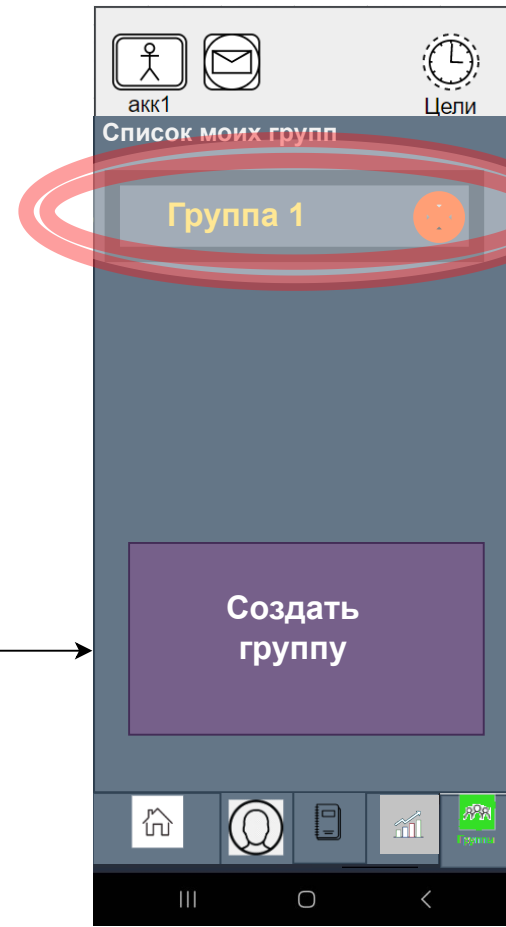 акк1
Цели
Список моих групп
Группа 1
Создать
группу
Группы